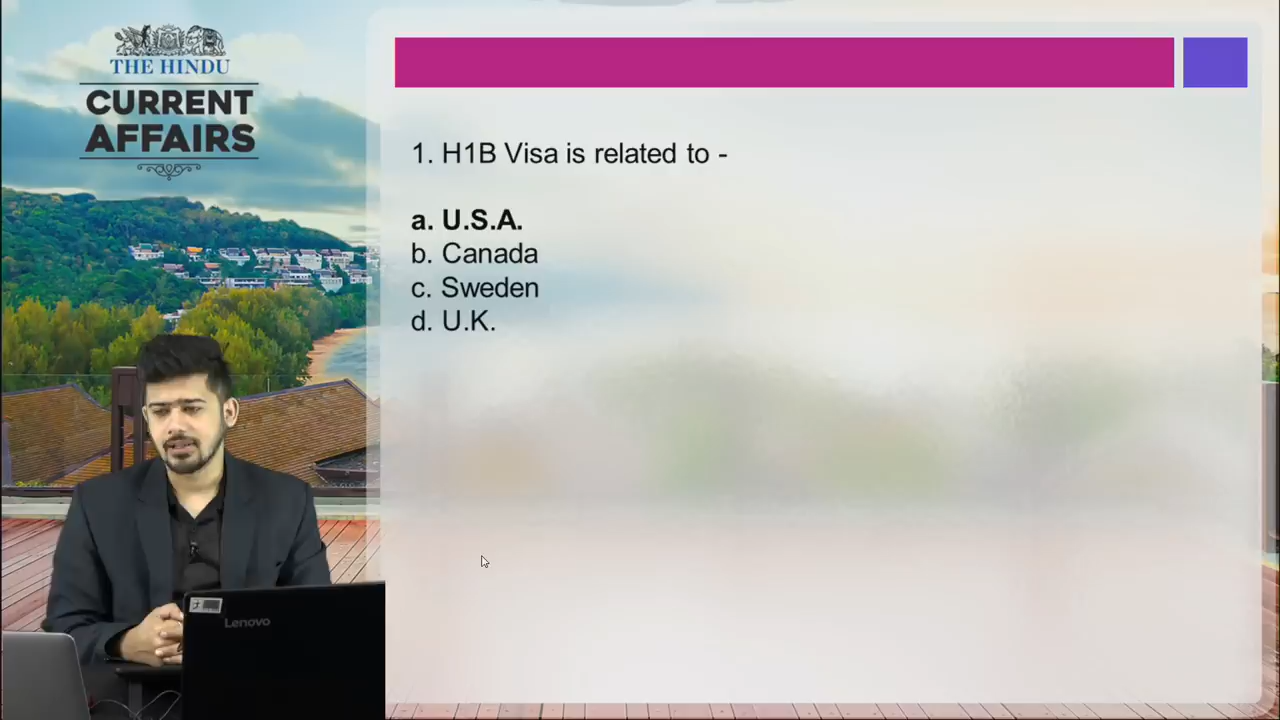 THE HINDU
CURRENT
AFFAIRS
1. H1B Visa is related to -
a. U.S.A.
b. Canada
c. Sweden
d. U.K.
Lenovo